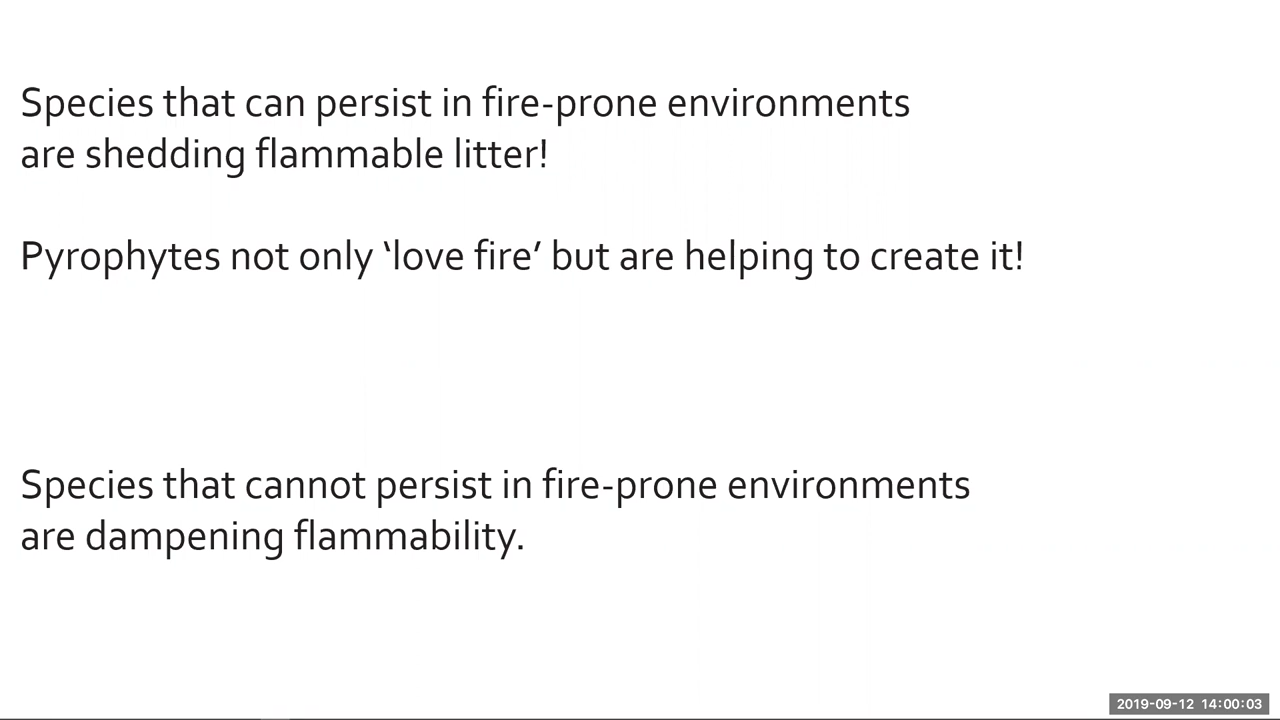 Species that can persist in fire-prone environments
are shedding flammable litter!
Pyrophytes not only ‘love fire’ but are helping to create it!
Species that cannot persist in fire-prone environments
are dampening flammability.
2019-09-12 14:00:03